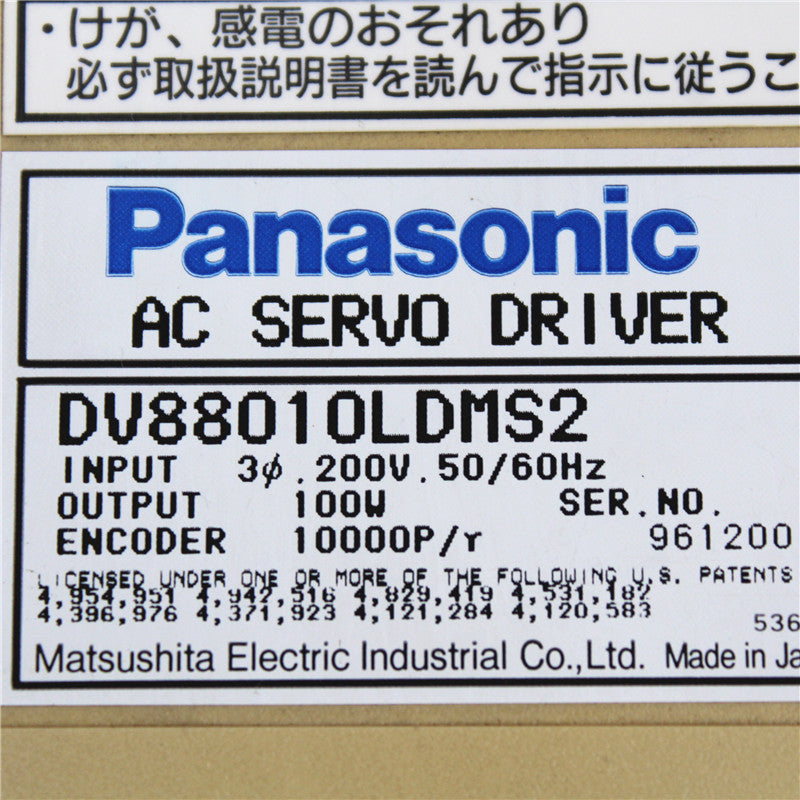 ・けが、感電のおそれあり
必ず取扱説明書を読んで指示に従うこ
Panasonic
AC SERVO DRIVER
DV88010LDMS2
INPUT 3φ.200V.50/60Hz
OUTPUT 100W SER.NO.
ENCODER 10000P/r 961200
LICENSED UNDER ONE OR MORE OF THE FOLLOWING U.S. PATENTS
4,954,951 4,942,516 4,829,419 4,531,182
4,396,976 4,371,923 4,121,284 4,120,583
536
Matsushita Electric Industrial Co.,Ltd. Made in Ja